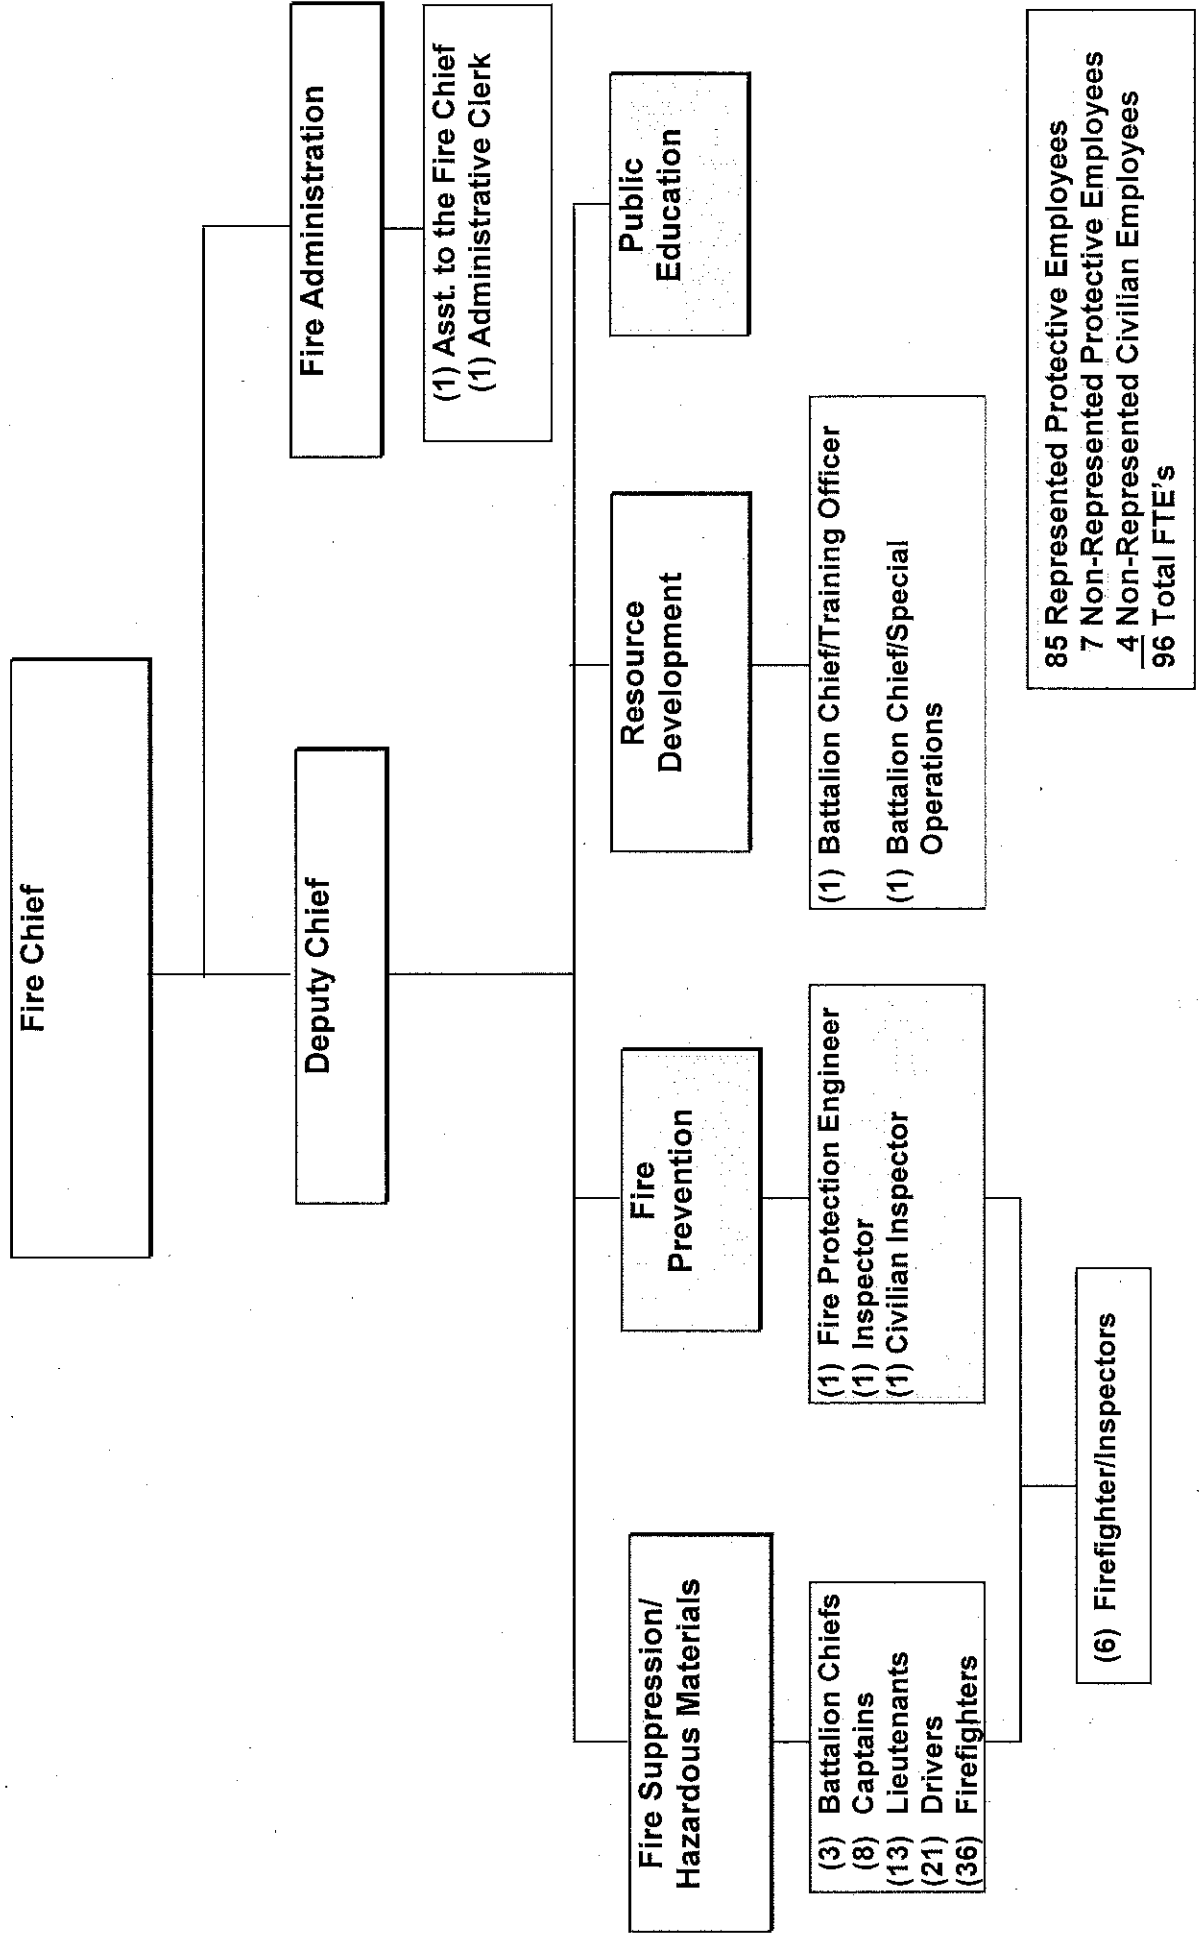 Fire Chief
Deputy Chief
Fire Administration
(1) Asst. to the Fire Chief
(1) Administrative Clerk
Fire Suppression/
Hazardous Materials
Fire
Prevention
Resource
Development
Public
Education
(3) Battalion Chiefs
(8) Captains
(13) Lieutenants
(21) Drivers
(36) Firefighters
(1) Fire Protection Engineer
(1) Inspector
(1) Civilian Inspector
(1) Battalion Chief/Training Officer
(1) Battalion Chief/Special
Operations
(6) Firefighter/Inspectors
85 Represented Protective Employees
7 Non-Represented Protective Employees
4 Non-Represented Civilian Employees
96 Total FTE's